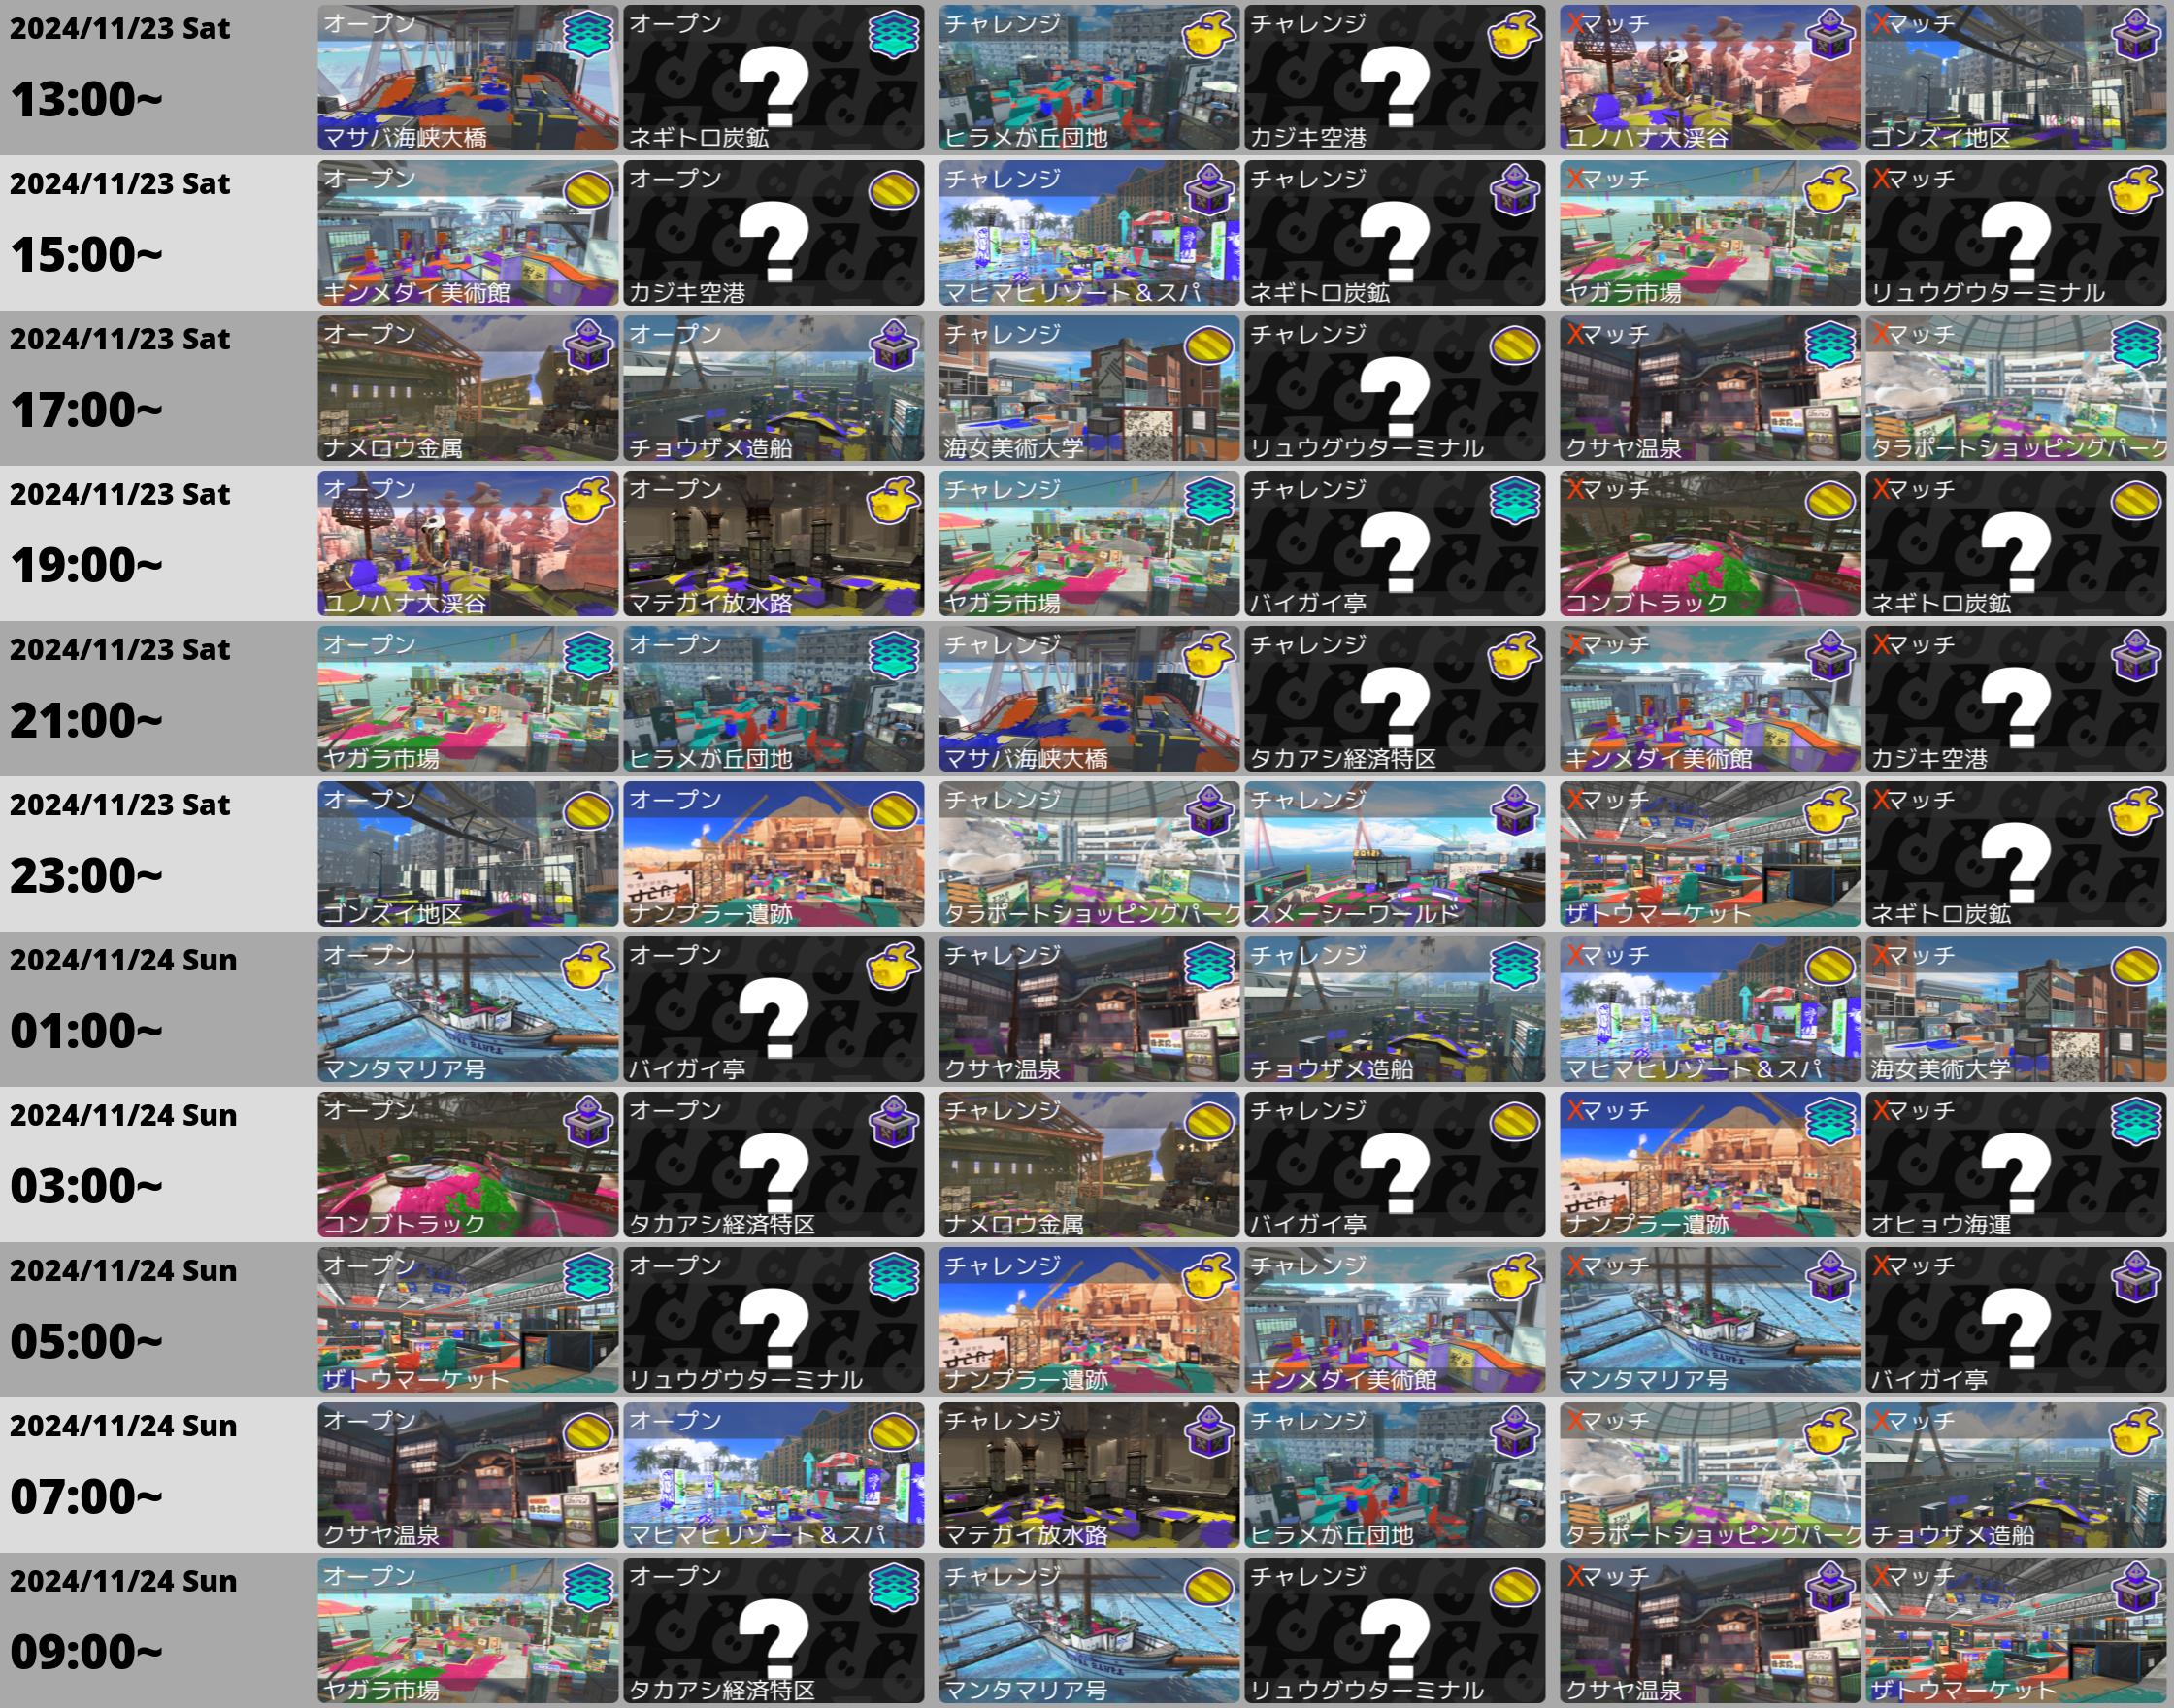 2024/11/23 Sat
13:00~
オープン
マサバ海峡大橋
オープン
ネギトロ炭鉱
チャレンジ
ヒラメが丘団地
チャレンジ
カジキ空港
Xマッチ
ユノハナ大渓谷
Xマッチ
ゴンズイ地区
2024/11/23 Sat
15:00~
オープン
キンメダイ美術館
オープン
カジキ空港
チャレンジ
マヒマヒリゾート＆スパ
チャレンジ
ネギトロ炭鉱
Xマッチ
ヤガラ市場
Xマッチ
リュウグウターミナル
2024/11/23 Sat
17:00~
オープン
ナメロウ金属
オープン
チョウザメ造船
チャレンジ
海女美術大学
チャレンジ
リュウグウターミナル
Xマッチ
クサヤ温泉
Xマッチ
タラポートショッピングパーク
2024/11/23 Sat
19:00~
オープン
ユノハナ大渓谷
オープン
マテガイ放水路
チャレンジ
ヤガラ市場
チャレンジ
バイガイ亭
Xマッチ
コンブトラック
Xマッチ
ネギトロ炭鉱
2024/11/23 Sat
21:00~
オープン
ヤガラ市場
オープン
ヒラメが丘団地
チャレンジ
マサバ海峡大橋
チャレンジ
タカアシ経済特区
Xマッチ
キンメダイ美術館
Xマッチ
カジキ空港
2024/11/23 Sat
23:00~
オープン
ゴンズイ地区
オープン
ナンプラー遺跡
チャレンジ
タラポートショッピングパーク
チャレンジ
スメーシーワールド
Xマッチ
ザトウマーケット
Xマッチ
ネギトロ炭鉱
2024/11/24 Sun
01:00~
オープン
マンタマリア号
オープン
バイガイ亭
チャレンジ
クサヤ温泉
チャレンジ
チョウザメ造船
Xマッチ
マヒマヒリゾート＆スパ
Xマッチ
海女美術大学
2024/11/24 Sun
03:00~
オープン
コンブトラック
オープン
タカアシ経済特区
チャレンジ
ナメロウ金属
チャレンジ
バイガイ亭
Xマッチ
ナンプラー遺跡
Xマッチ
オヒョウ海運
2024/11/24 Sun
05:00~
オープン
ザトウマーケット
オープン
リュウグウターミナル
チャレンジ
ナンプラー遺跡
チャレンジ
キンメダイ美術館
Xマッチ
マンタマリア号
Xマッチ
バイガイ亭
2024/11/24 Sun
07:00~
オープン
クサヤ温泉
オープン
マヒマヒリゾート＆スパ
チャレンジ
マテガイ放水路
チャレンジ
ヒラメが丘団地
Xマッチ
タラポートショッピングパーク
Xマッチ
チョウザメ造船
2024/11/24 Sun
09:00~
オープン
ヤガラ市場
オープン
タカアシ経済特区
チャレンジ
マンタマリア号
チャレンジ
リュウグウターミナル
Xマッチ
クサヤ温泉
Xマッチ
ザトウマーケット